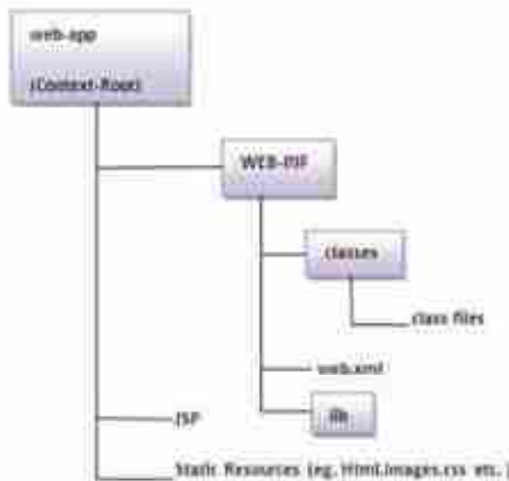 web-app
(Context-Root)
WEB-INF
classes
class files
web.xml
lib
JSP
Static Resources (eg. Html,images,css etc. )